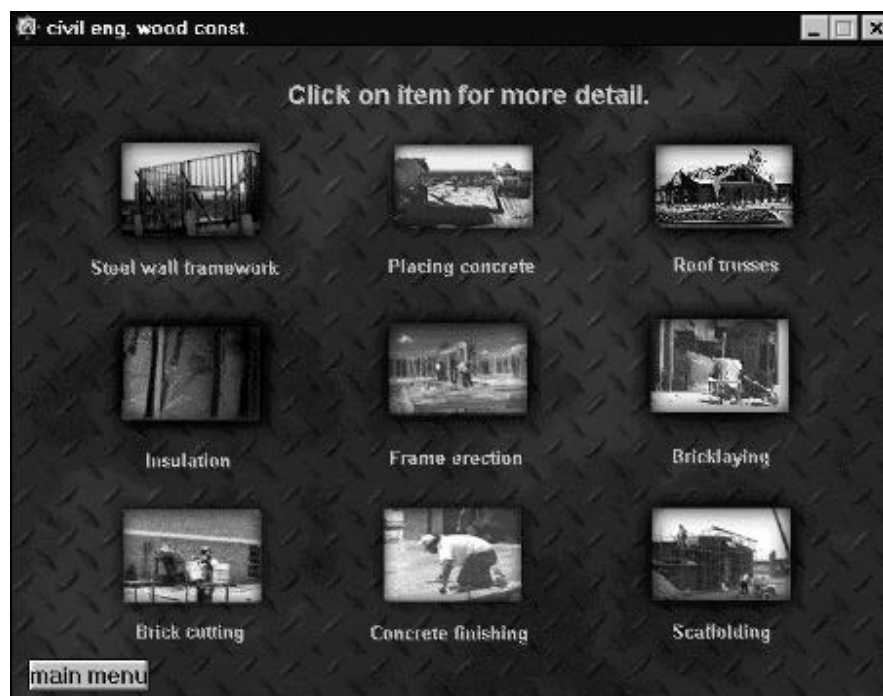 civil eng. wood const.
Click on item for more detail.
Steel wall framework
Placing concrete
Roof trusses
Insulation
Frame erection
Bricklaying
Brick cutting
Concrete finishing
Scaffolding
main menu